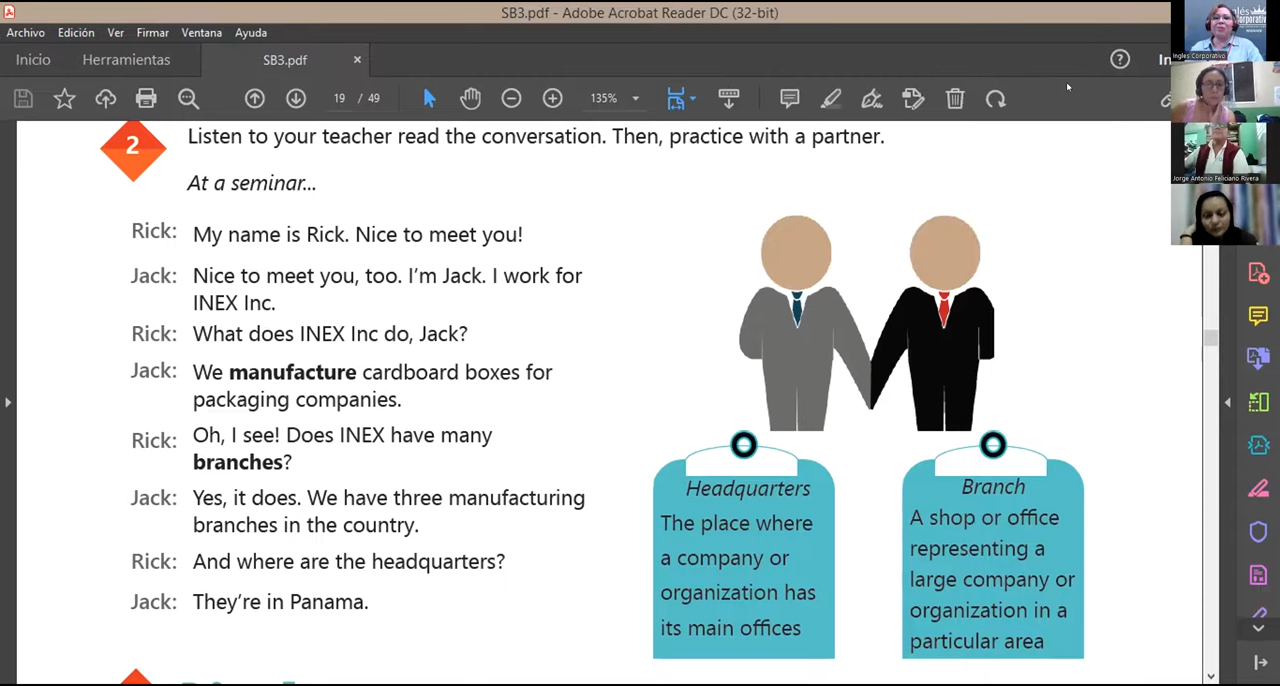 SB3.pdf - Adobe Acrobat Reader DC (32-bit)
Archivo Edición Ver Firmar Ventana Ayuda
Inicio Herramientas SB3.pdf ×
19 / 49 135%
2 Listen to your teacher read the conversation. Then, practice with a partner.
At a seminar...
Rick: My name is Rick. Nice to meet you!
Jack: Nice to meet you, too. I'm Jack. I work for
INEX Inc.
Rick: What does INEX Inc do, Jack?
Jack: We manufacture cardboard boxes for
packaging companies.
Rick: Oh, I see! Does INEX have many
branches?
Jack: Yes, it does. We have three manufacturing
branches in the country.
Rick: And where are the headquarters?
Jack: They're in Panama.
Headquarters
The place where
a company or
organization has
its main offices
Branch
A shop or office
representing a
large company or
organization in a
particular area
Ingles Corporativo
Jorge Antonio Feliciano Rivera